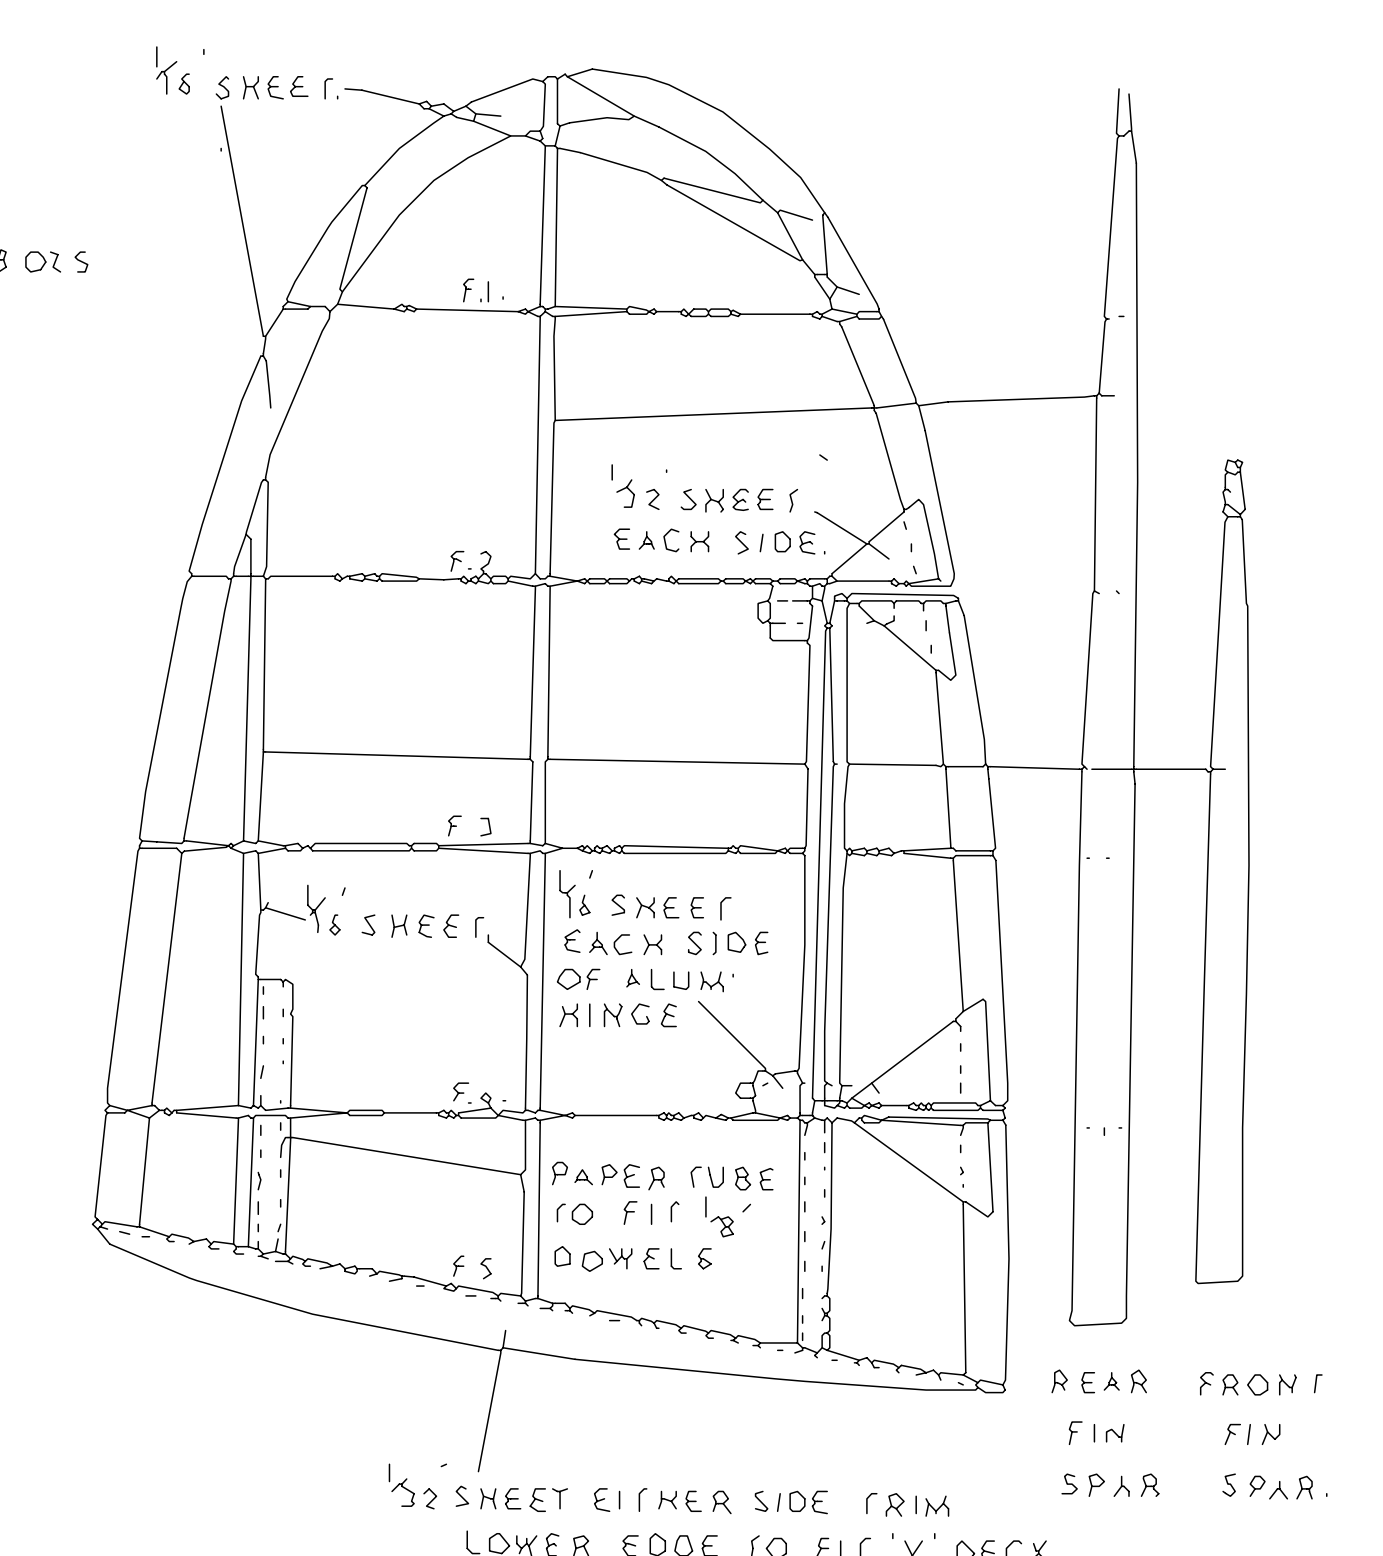 1/16" SHEET.
8 OZS
F.1.
1/32" SHEET
EACH SIDE.
F.2
F 3
1/16" SHEET.
1/16" SHEET
EACH SIDE
OF ALUM'
HINGE
F.4.
PAPER TUBE
TO FIT 1/8"
DOWELS
F 5
REAR
FIN
SPAR
FRONT
FIN
SPAR.
1/32" SHEET EITHER SIDE TRIM
LOWER EDGE TO FIT 'V' DECK